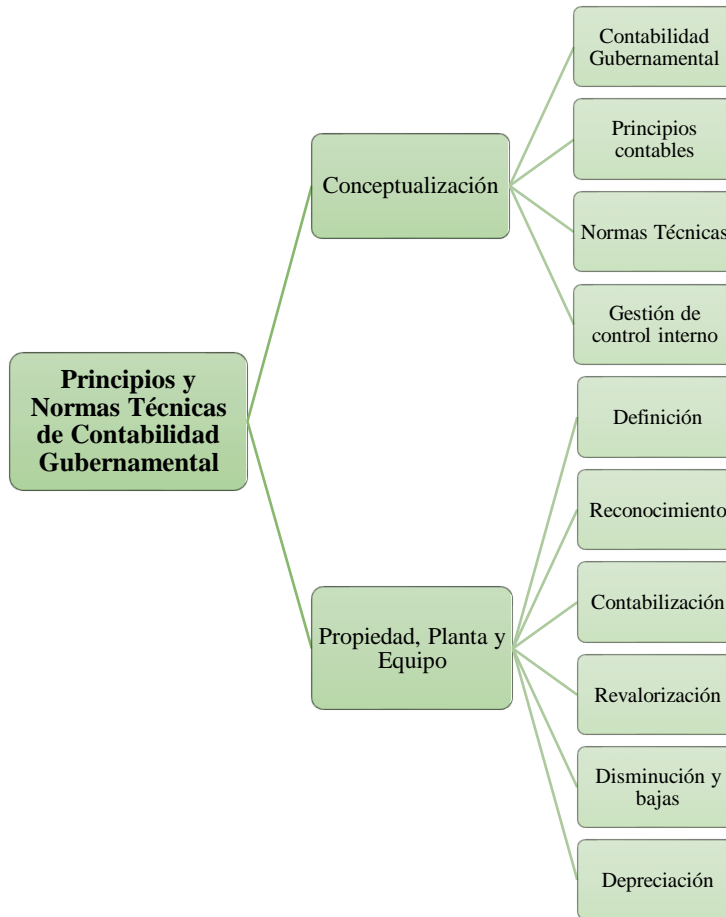 Principios y
Normas Técnicas
de Contabilidad
Gubernamental
Conceptualización
Contabilidad
Gubernamental
Principios
contables
Normas Técnicas
Gestión de
control interno
Propiedad, Planta y
Equipo
Definición
Reconocimiento
Contabilización
Revalorización
Disminución y
bajas
Depreciación